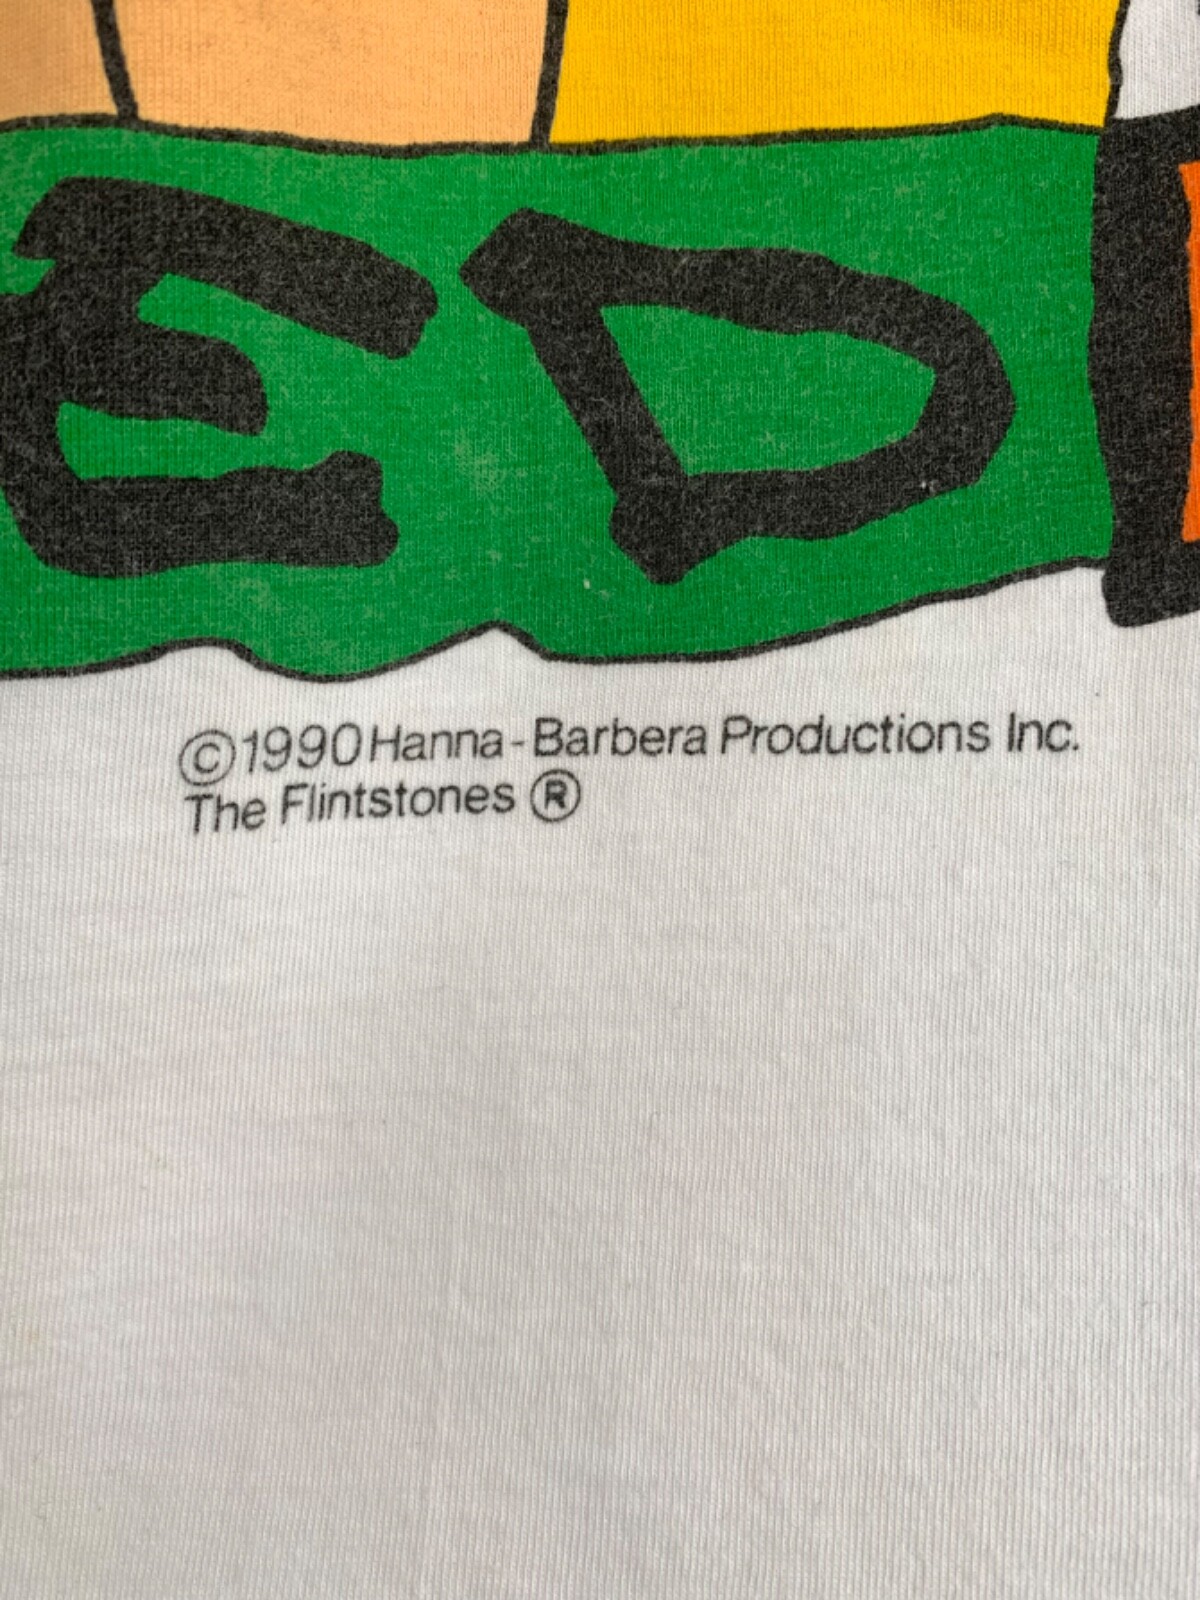 ED
©1990 Hanna-Barbera Productions Inc.
The Flintstones ®